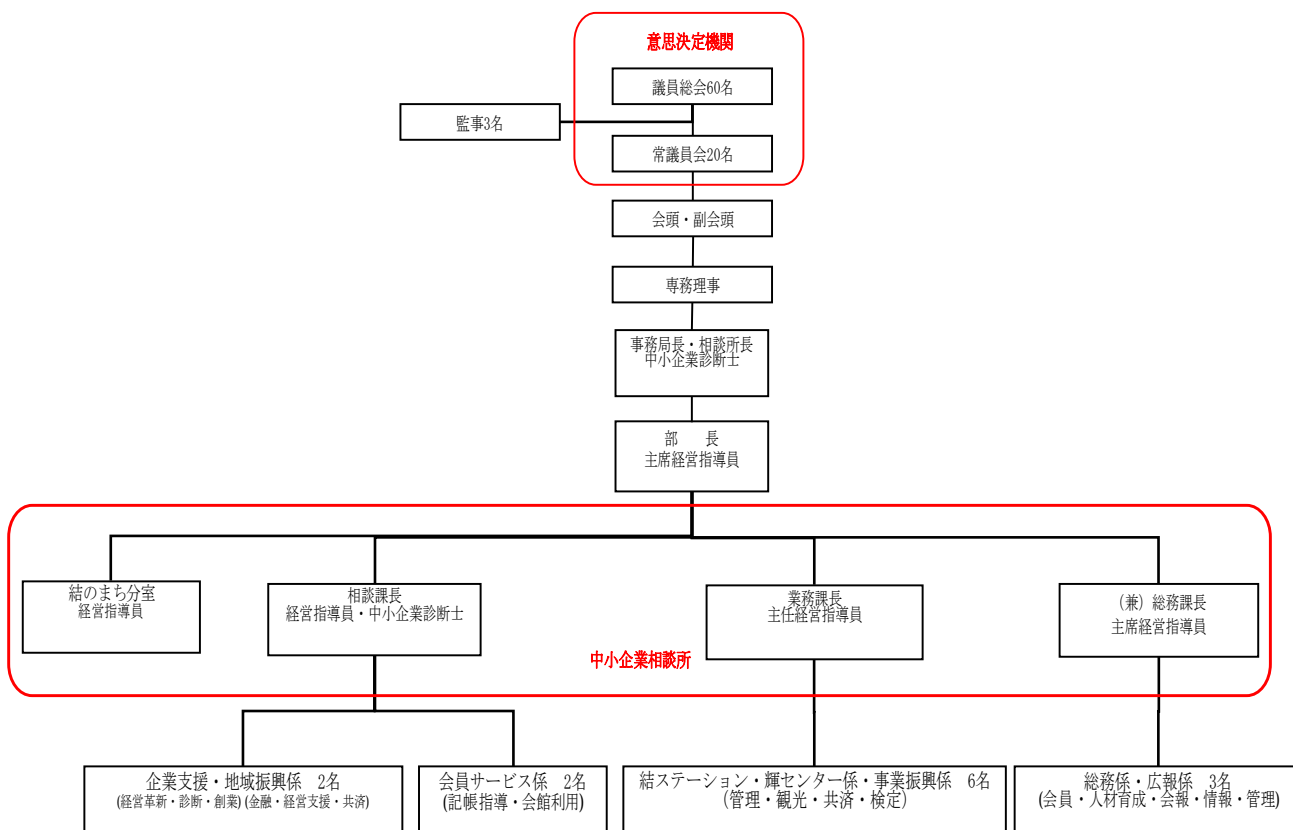 意思決定機関
議員総会60名
監事3名
常議員会20名
会頭・副会頭
専務理事
事務局長・相談所長
中小企業診断士
部　　長
主席経営指導員
結のまち分室
経営指導員
相談課長
経営指導員・中小企業診断士
業務課長
主任経営指導員
（兼）総務課長
主席経営指導員
中小企業相談所
企業支援・地域振興係　2名
(経営革新・診断・創業)(金融・経営支援・共済)
会員サービス係　2名
(記帳指導・会館利用)
結ステーション・輝センター係・事業振興係　6名
（管理・観光・共済・検定）
総務係・広報係　3名
(会員・人材育成・会報・情報・管理)